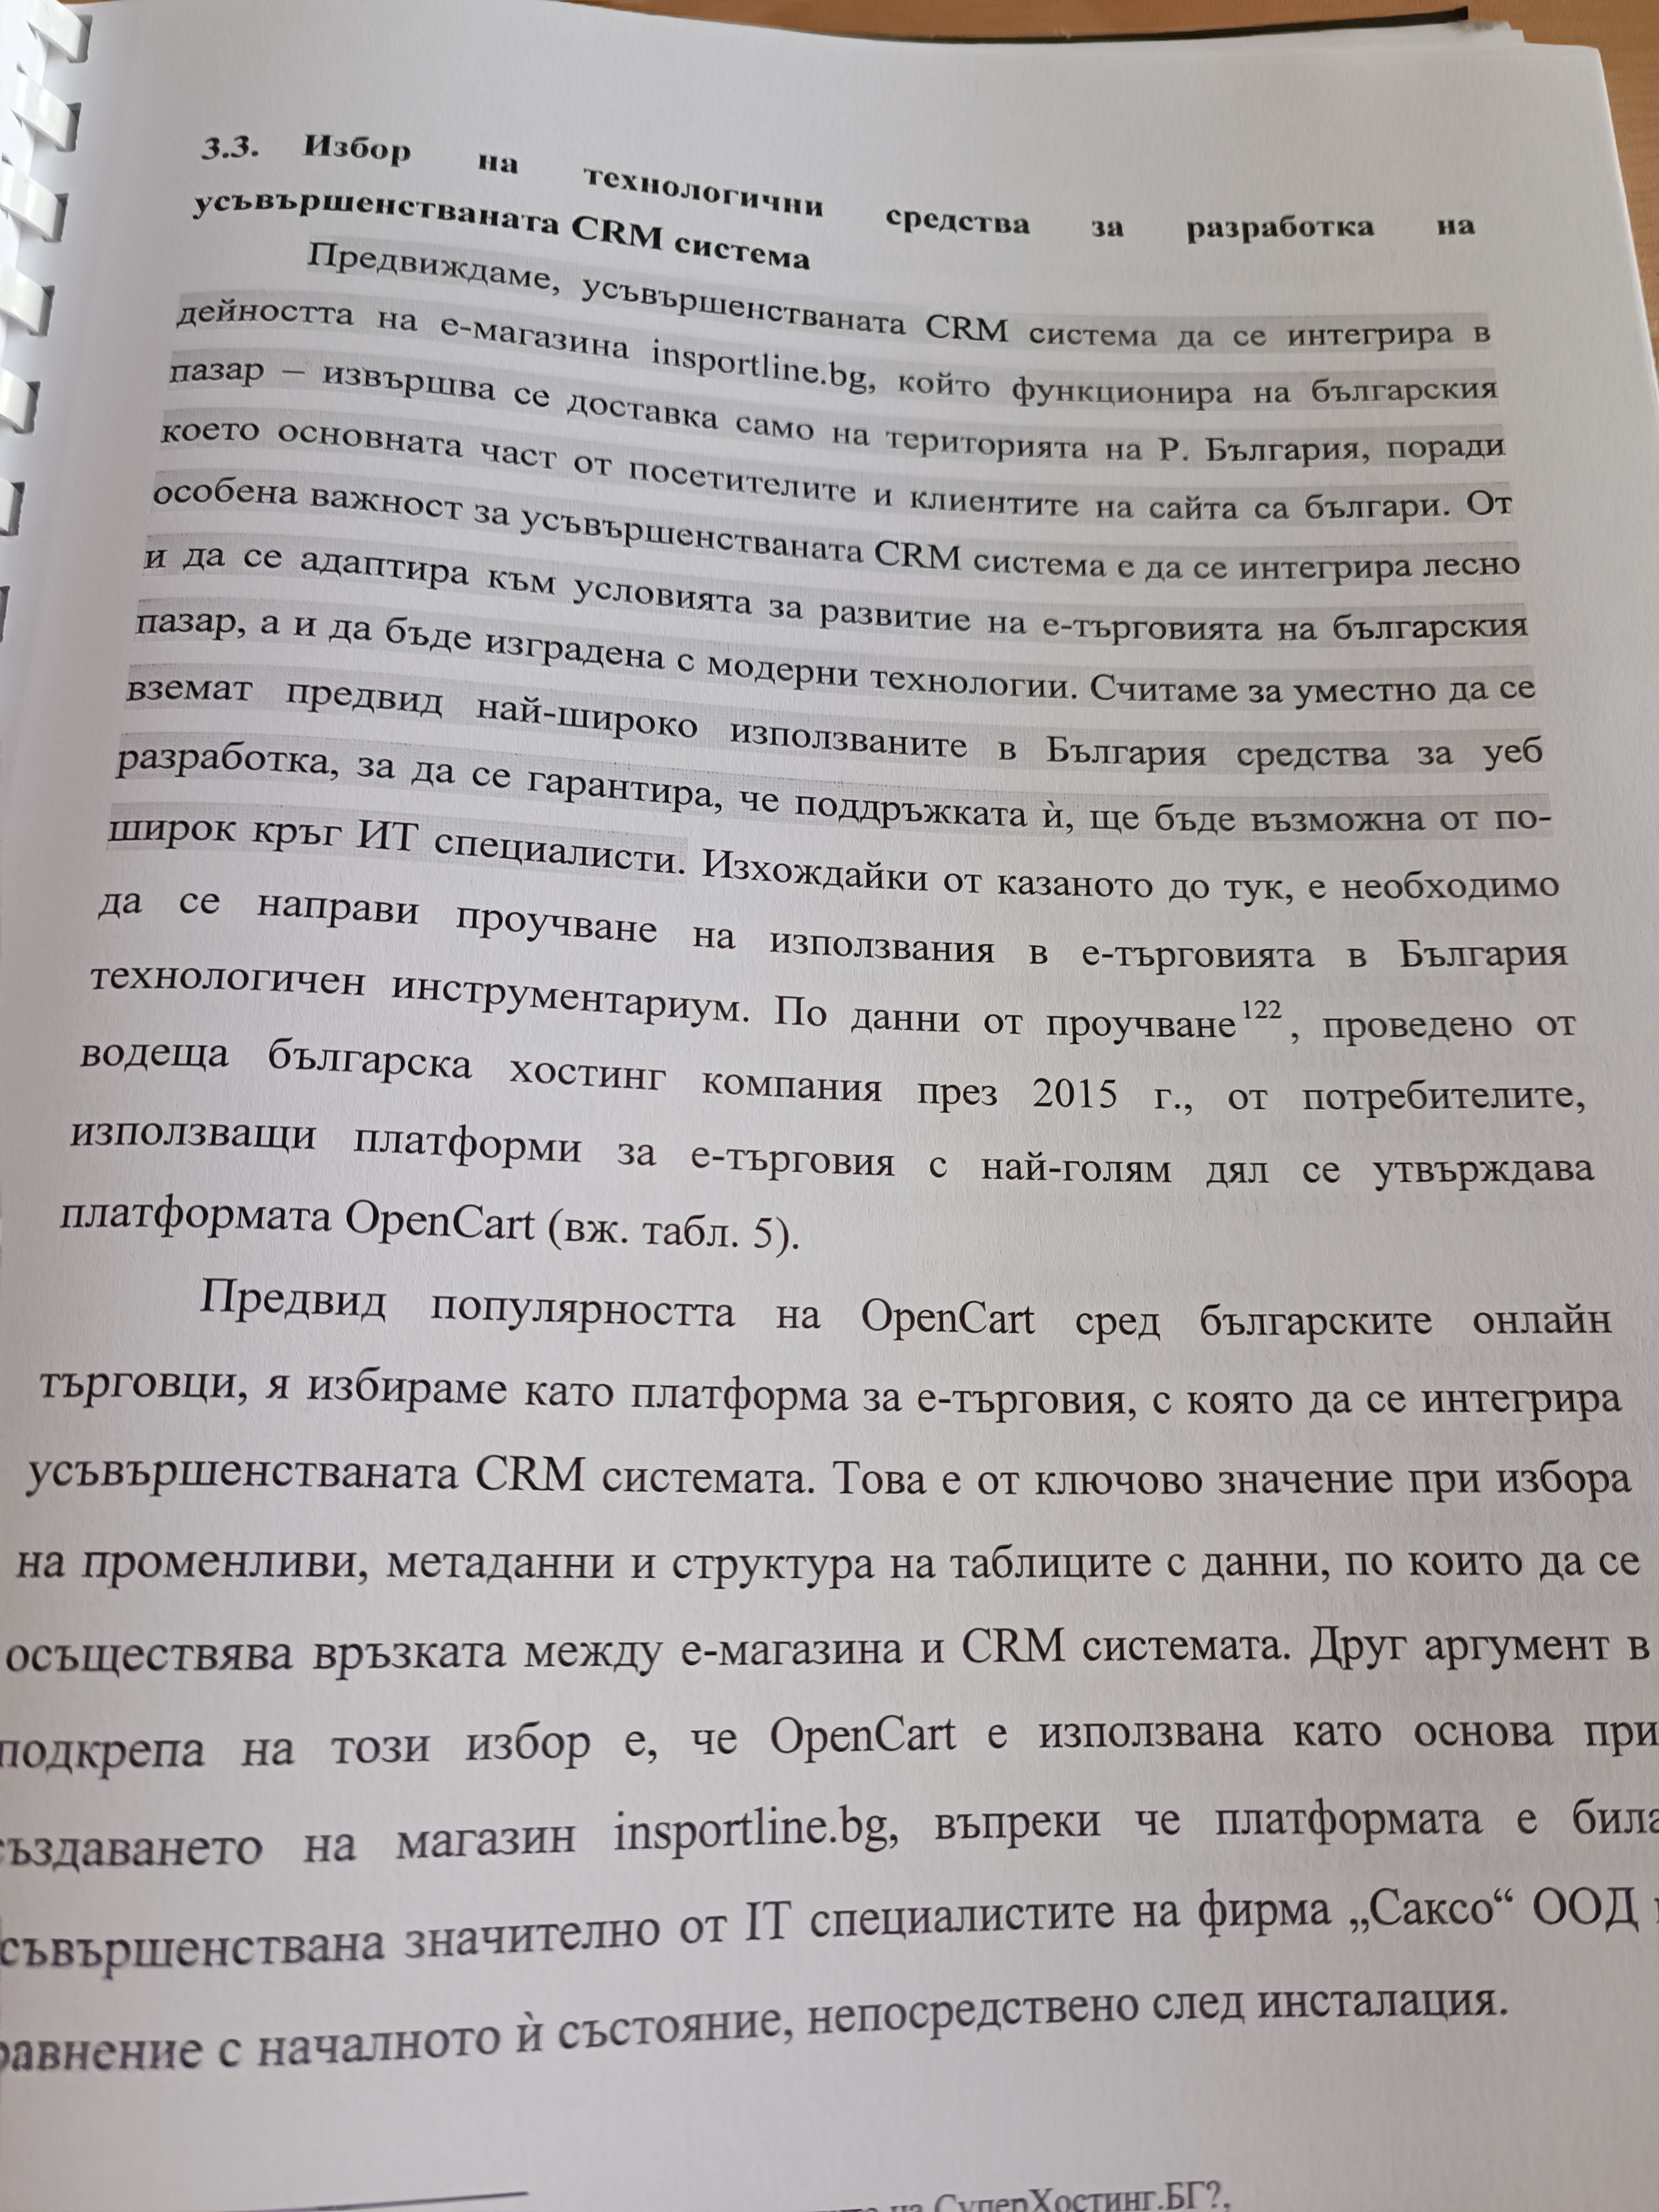 3.3. Избор на технологични средства за разработка на
усъвършенстваната CRM система
Предвиждаме, усъвършенстваната CRM система да се интегрира в
дейността на е-магазина insportline.bg, който функционира на българския
пазар – извършва се доставка само на територията на Р. България, поради
което основната част от посетителите и клиентите на сайта са българи. От
особена важност за усъвършенстваната CRM система е да се интегрира лесно
и да се адаптира към условията за развитие на е-търговията на българския
пазар, а и да бъде изградена с модерни технологии. Считаме за уместно да се
вземат предвид най-широко използваните в България средства за уеб
разработка, за да се гарантира, че поддръжката ѝ, ще бъде възможна от по-
широк кръг ИТ специалисти. Изхождайки от казаното до тук, е необходимо
да се направи проучване на използвания в е-търговията в България
технологичен инструментариум. По данни от проучване122, проведено от
водеща българска хостинг компания през 2015 г., от потребителите,
използващи платформи за е-търговия с най-голям дял се утвърждава
платформата OpenCart (вж. табл. 5).
Предвид популярността на OpenCart сред българските онлайн
търговци, я избираме като платформа за е-търговия, с която да се интегрира
усъвършенстваната CRM системата. Това е от ключово значение при избора
на променливи, метаданни и структура на таблиците с данни, по които да се
осъществява връзката между е-магазина и CRM системата. Друг аргумент в
подкрепа на този избор е, че OpenCart е използвана като основа при
създаването на магазин insportline.bg, въпреки че платформата е била
съвършенствана значително от IT специалистите на фирма „Саксо“ ООД
равнение с началното ѝ състояние, непосредствено след инсталация.
на СуперХостинг.БГ?,